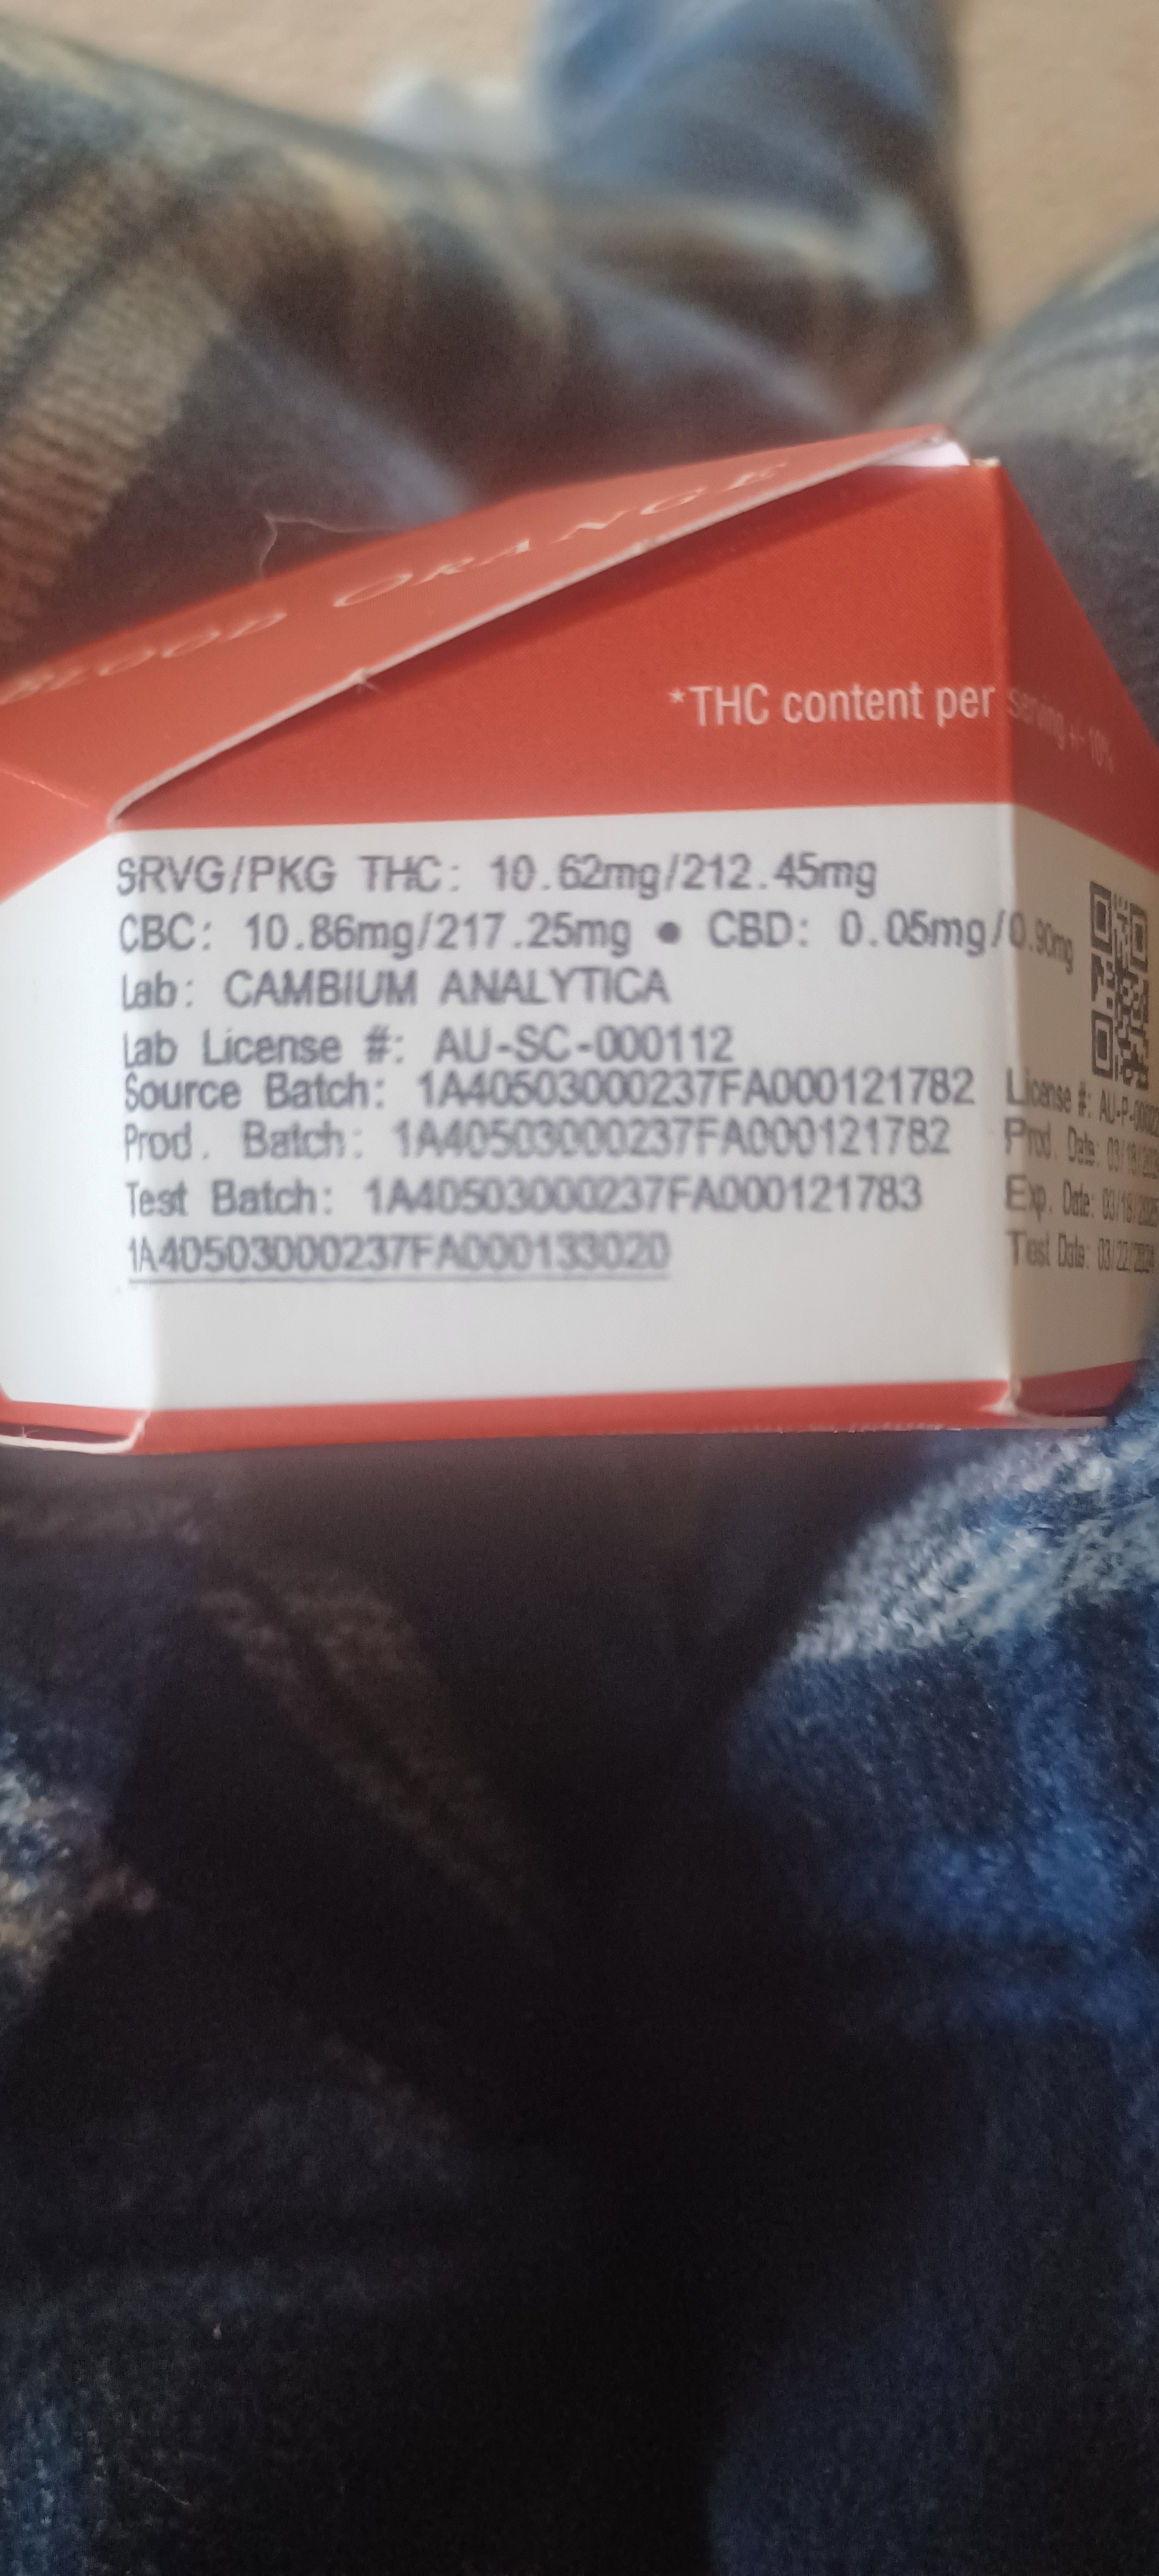 BLOOD ORANGE
*THC content per serving +/- 10%
SRVG/PKG THC: 10.62mg/212.45mg
CBC: 10.86mg/217.25mg • CBD: 0.05mg/0.90mg
Lab: CAMBIUM ANALYTICA
Lab License #: AU-SC-000112
Source Batch: 1A40503000237FA000121782
Prod. Batch: 1A40503000237FA000121782
Test Batch: 1A40503000237FA000121783
1A40503000237FA000133020
License #:
Prod. Date:
Exp. Date:
Test Date: